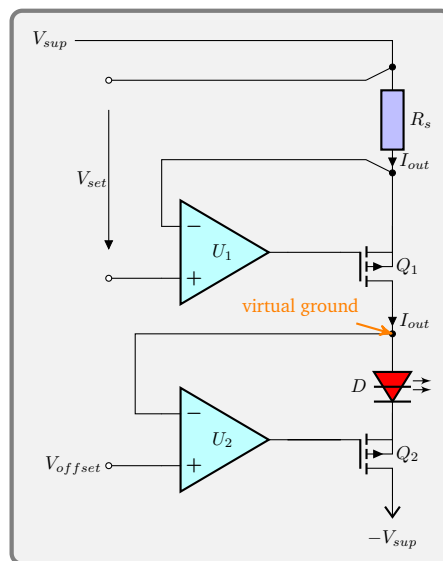 V_sup
R_s
I_out
V_set
−
U_1
+
Q_1
virtual ground
I_out
D
−
U_2
+
Q_2
V_offset
−V_sup